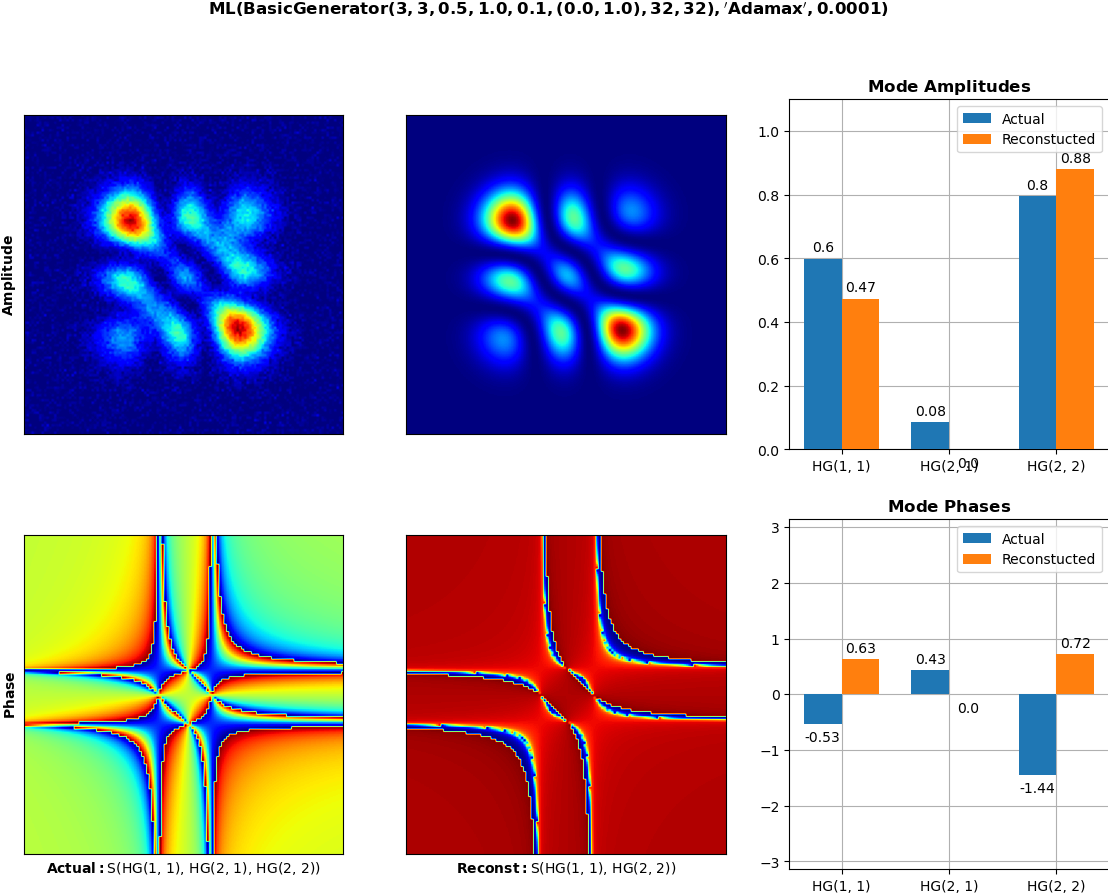 ML(BasicGenerator(3, 3, 0.5, 1.0, 0.1, (0.0, 1.0), 32, 32), 'Adamax', 0.0001)
Amplitude
Mode Amplitudes
Actual
Reconstucted
1.0
0.8
0.6
0.4
0.2
0.0
0.6
0.47
0.08
0.0
0.8
0.88
HG(1, 1)
HG(2, 1)
HG(2, 2)
Phase
Actual: S(HG(1, 1), HG(2, 1), HG(2, 2))
Reconst: S(HG(1, 1), HG(2, 2))
Mode Phases
Actual
Reconstucted
3
2
1
0
−1
−2
−3
-0.53
0.63
0.43
0.0
-1.44
0.72
HG(1, 1)
HG(2, 1)
HG(2, 2)